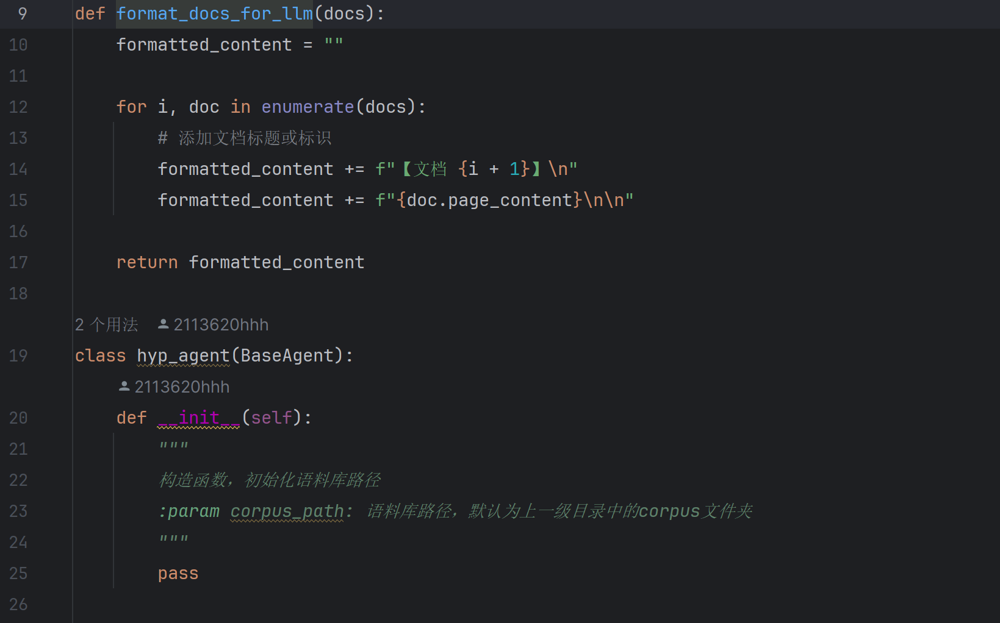 9 def format_docs_for_llm(docs):
10 formatted_content = ""
11
12 for i, doc in enumerate(docs):
13 # 添加文档标题或标识
14 formatted_content += f"【文档 {i + 1}】\n"
15 formatted_content += f"{doc.page_content}\n\n"
16
17 return formatted_content
18
2 个用法 2113620hhh
19 class hyp_agent(BaseAgent):
2113620hhh
20 def __init__(self):
21 """
22 构造函数，初始化语料库路径
23 :param corpus_path: 语料库路径，默认为上一级目录中的corpus文件夹
24 """
25 pass
26